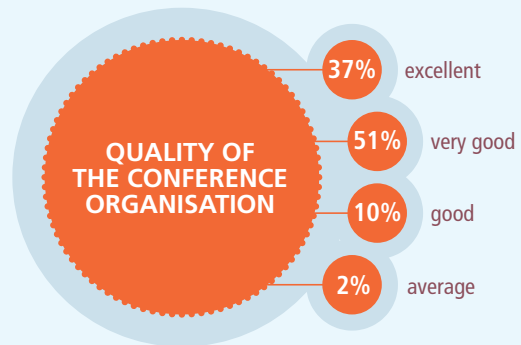 QUALITY OF
THE CONFERENCE
ORGANISATION
37% excellent
51% very good
10% good
2% average